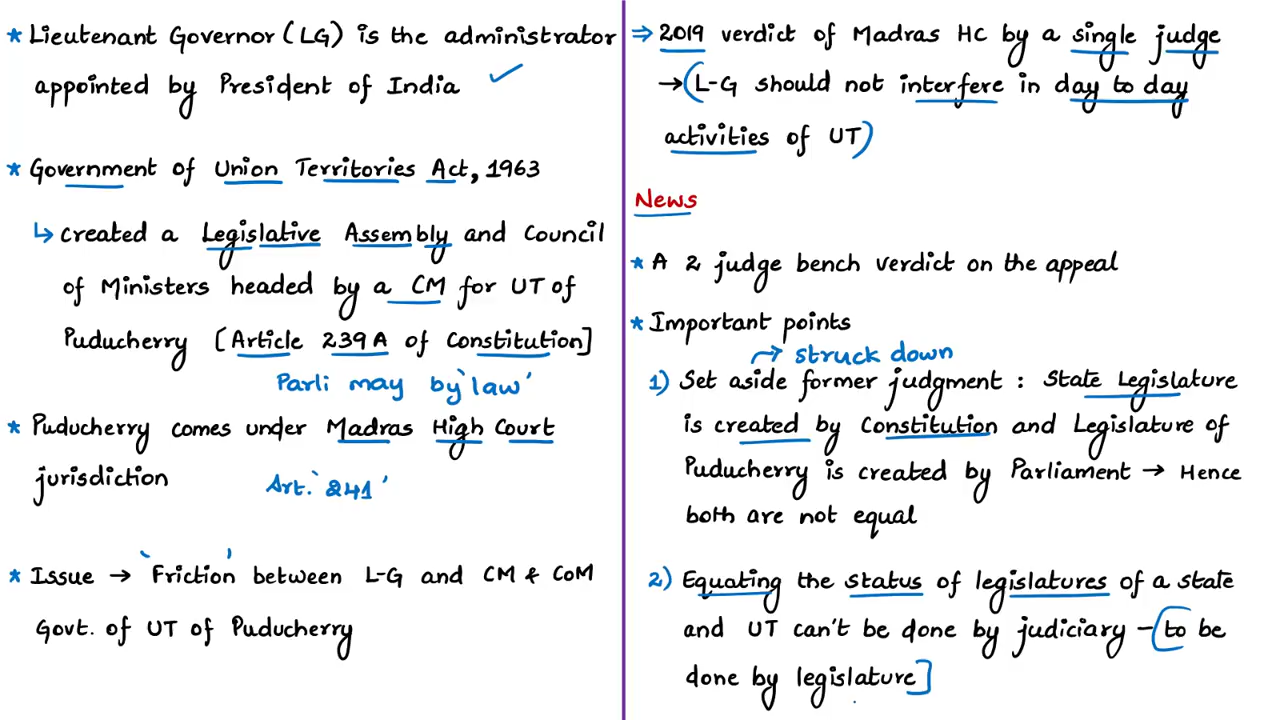 * Lieutenant Governor (LG) is the administrator
appointed by President of India
* Government of Union Territories Act, 1963
↳ created a Legislative Assembly and Council
of Ministers headed by a CM for UT of
Puducherry [Article 239A of Constitution]
Parli may by 'law'
* Puducherry comes under Madras High Court
jurisdiction
Art. '241'
* Issue → 'Friction' between L-G and CM & CoM
Govt. of UT of Puducherry
⇒ 2019 verdict of Madras HC by a single judge
→ (L-G should not interfere in day to day
activities of UT)
News
* A 2 judge bench verdict on the appeal
* Important points
→ struck down
1) Set aside former judgment : State Legislature
is created by Constitution and Legislature of
Puducherry is created by Parliament → Hence
both are not equal
2) Equating the status of legislatures of a state
and UT can't be done by judiciary - [to be
done by legislature]